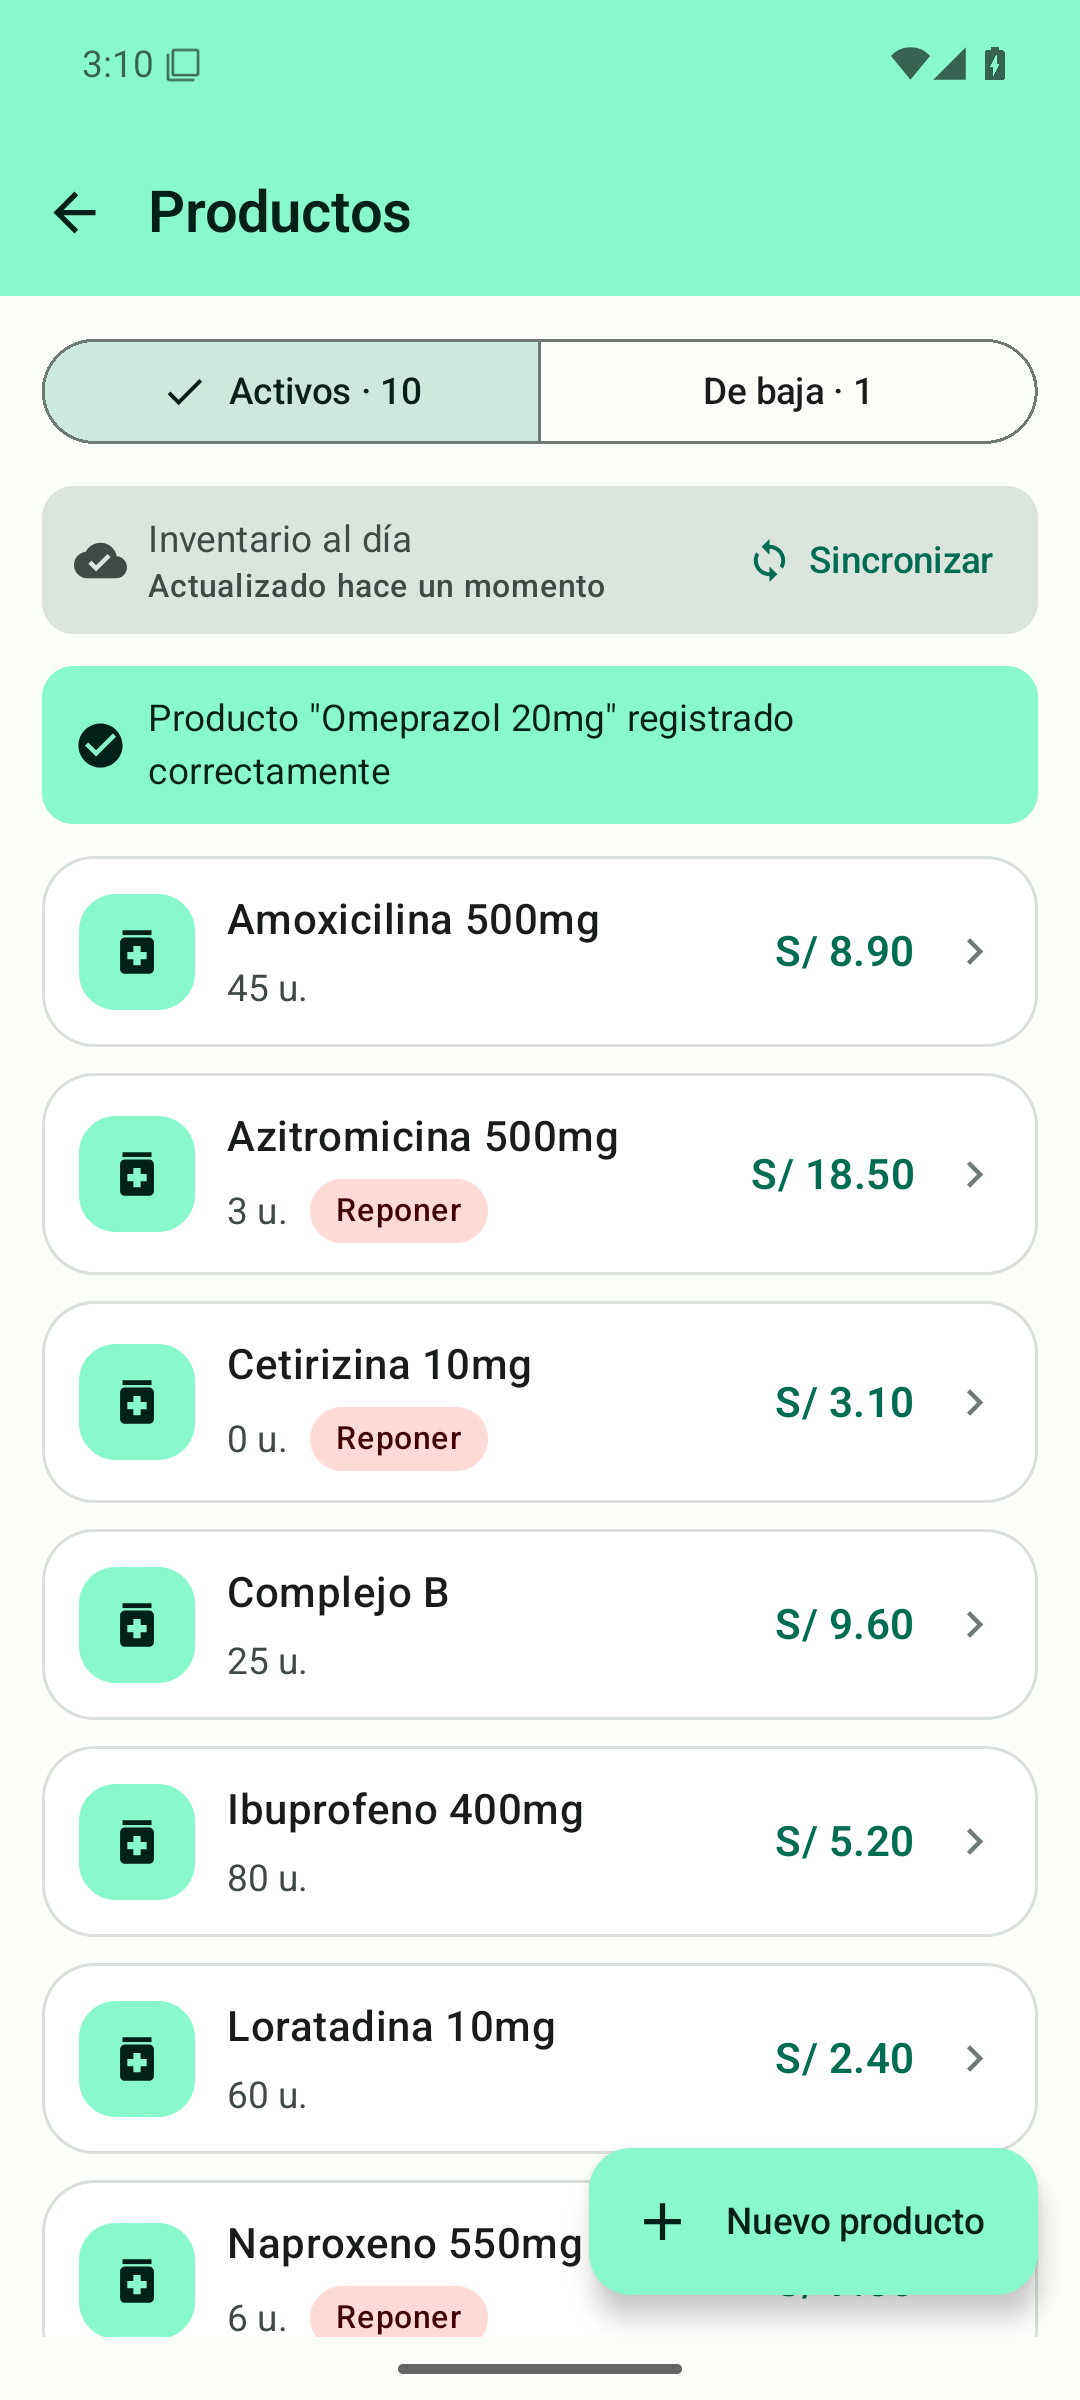 3:10
Productos
Activos · 10
De baja · 1
Inventario al día
Actualizado hace un momento
Sincronizar
Producto "Omeprazol 20mg" registrado
correctamente
Amoxicilina 500mg
45 u.
S/ 8.90
Azitromicina 500mg
3 u.
Reponer
S/ 18.50
Cetirizina 10mg
0 u.
Reponer
S/ 3.10
Complejo B
25 u.
S/ 9.60
Ibuprofeno 400mg
80 u.
S/ 5.20
Loratadina 10mg
60 u.
S/ 2.40
Naproxeno 550mg
6 u.
Reponer
Nuevo producto